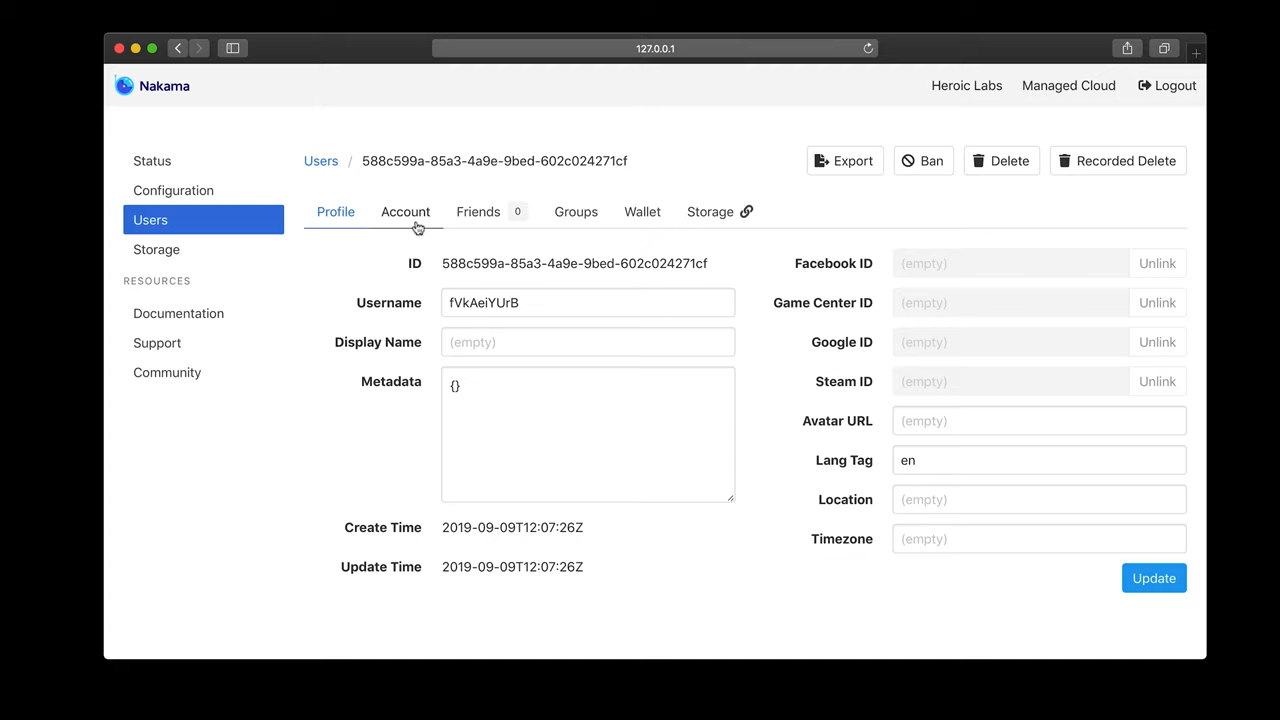 127.0.0.1
Nakama
Heroic Labs Managed Cloud Logout
Status
Configuration
Users
Storage
RESOURCES
Documentation
Support
Community
Users / 588c599a-85a3-4a9e-9bed-602c024271cf
Export Ban Delete Recorded Delete
Profile Account Friends 0 Groups Wallet Storage
ID 588c599a-85a3-4a9e-9bed-602c024271cf
Username fVkAeiYUrB
Display Name (empty)
Metadata {}
Create Time 2019-09-09T12:07:26Z
Update Time 2019-09-09T12:07:26Z
Facebook ID (empty) Unlink
Game Center ID (empty) Unlink
Google ID (empty) Unlink
Steam ID (empty) Unlink
Avatar URL (empty)
Lang Tag en
Location (empty)
Timezone (empty)
Update